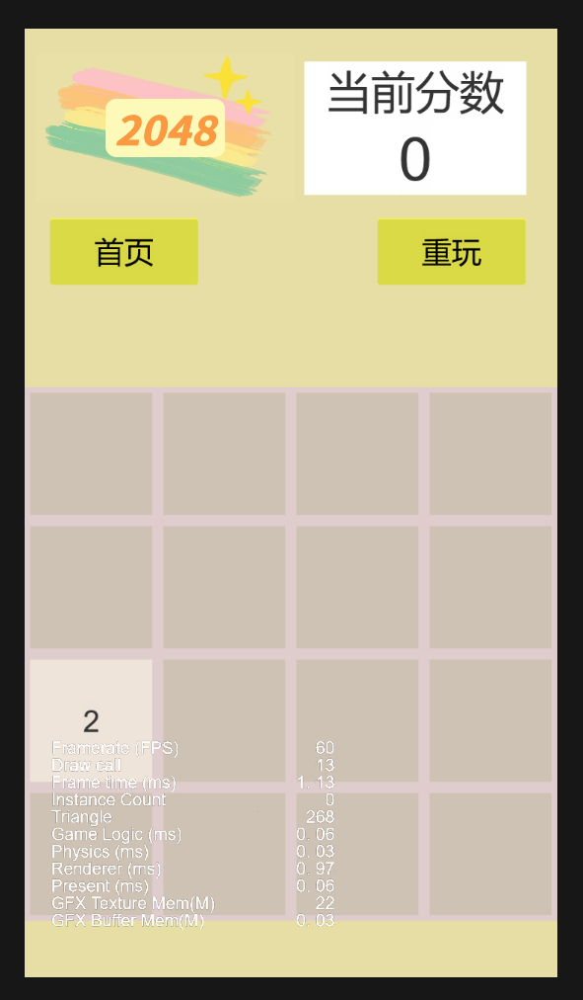 2048
当前分数
0
首页
重玩
2
Framerate (FPS) 60
Draw call 13
Frame time (ms) 1. 13
Instance Count 0
Triangle 268
Game Logic (ms) 0. 06
Physics (ms) 0. 03
Renderer (ms) 0. 97
Present (ms) 0. 06
GFX Texture Mem(M) 22
GFX Buffer Mem(M) 0. 03